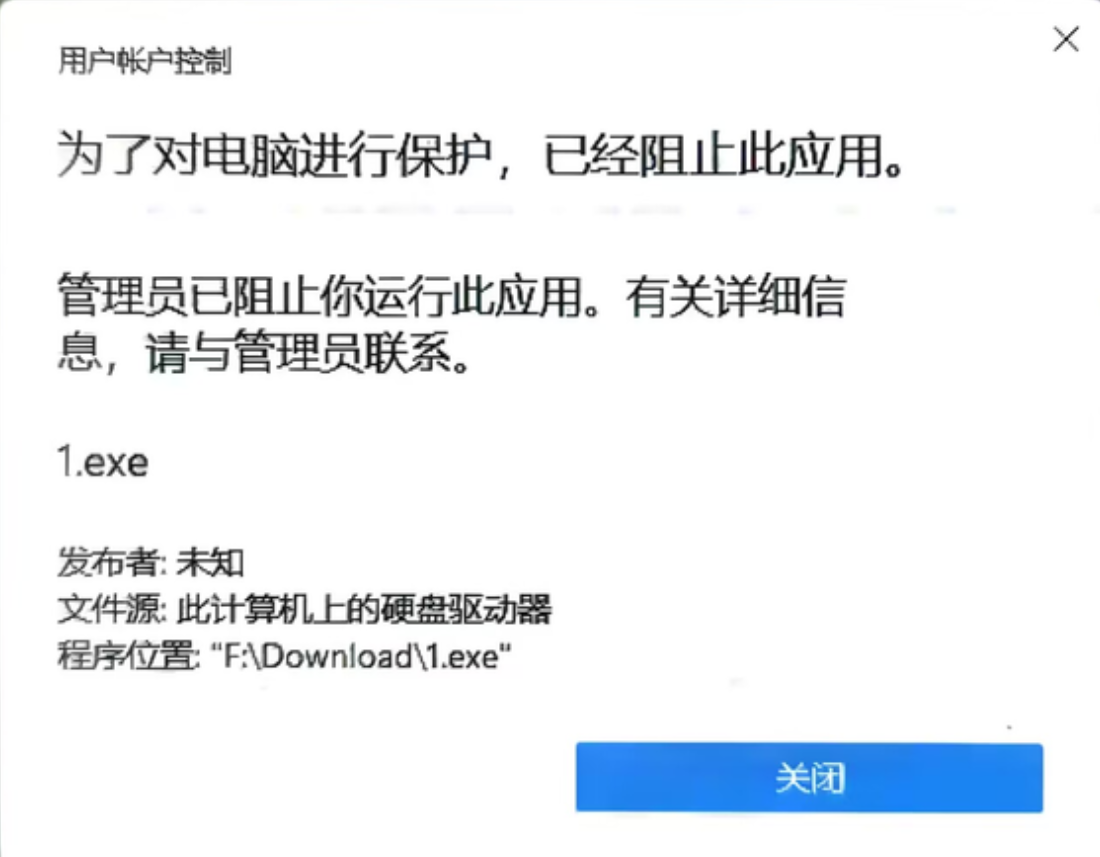 用户帐户控制
为了对电脑进行保护，已经阻止此应用。
管理员已阻止你运行此应用。有关详细信
息，请与管理员联系。
1.exe
发布者: 未知
文件源: 此计算机上的硬盘驱动器
程序位置: "F:\Download\1.exe"
关闭